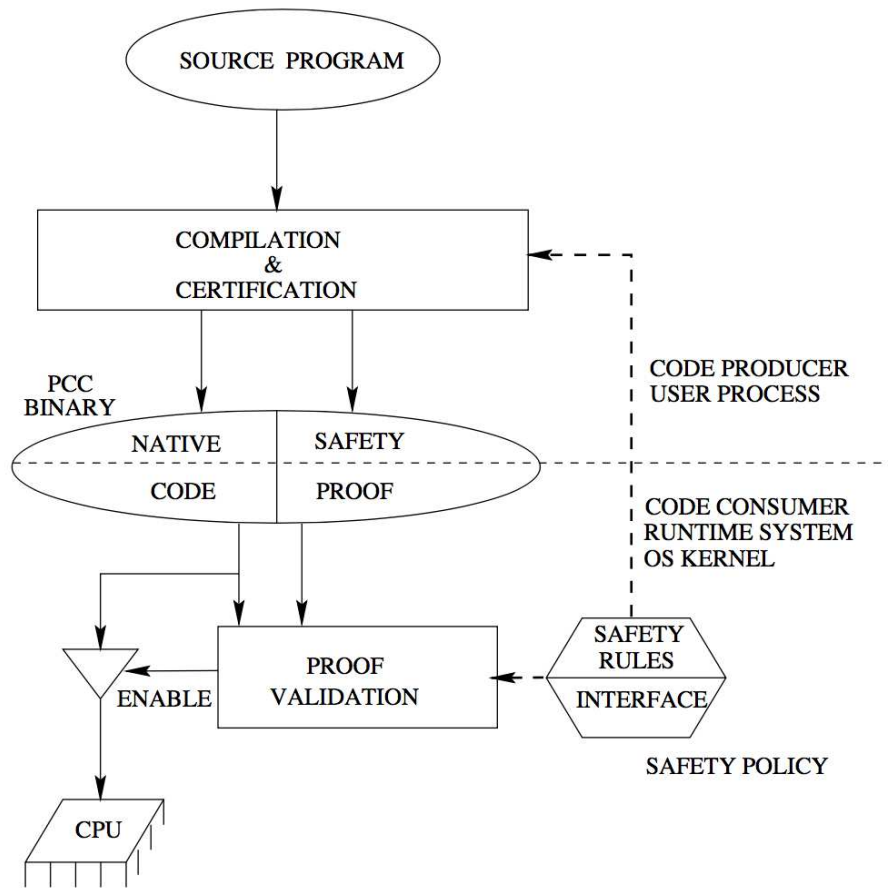 SOURCE PROGRAM
COMPILATION
&
CERTIFICATION
CODE PRODUCER
USER PROCESS
PCC
BINARY
NATIVE
SAFETY
CODE
PROOF
CODE CONSUMER
RUNTIME SYSTEM
OS KERNEL
SAFETY
RULES
INTERFACE
PROOF
VALIDATION
ENABLE
SAFETY POLICY
CPU